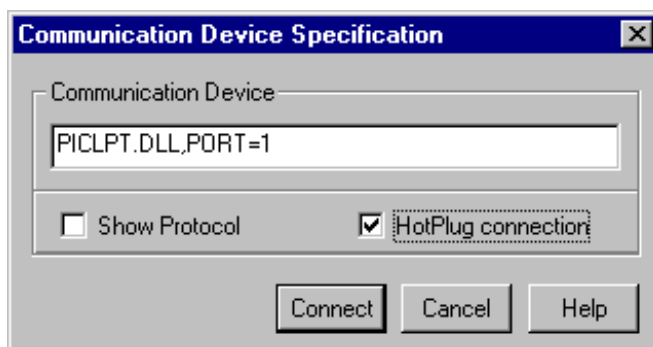 Communication Device Specification
Communication Device
PICLPT.DLL,PORT=1
Show Protocol HotPlug connection
Connect Cancel Help